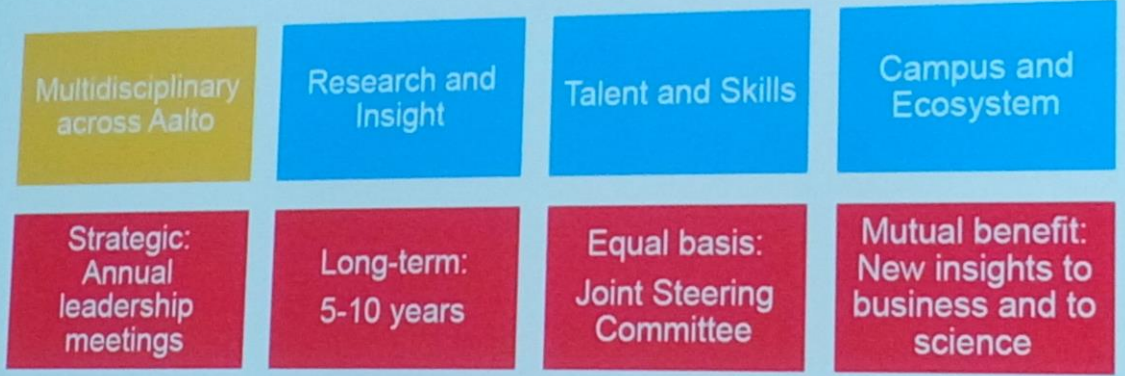 Multidisciplinary
across Aalto
Research and
Insight
Talent and Skills
Campus and
Ecosystem
Strategic:
Annual
leadership
meetings
Long-term:
5-10 years
Equal basis:
Joint Steering
Committee
Mutual benefit:
New insights to
business and to
science